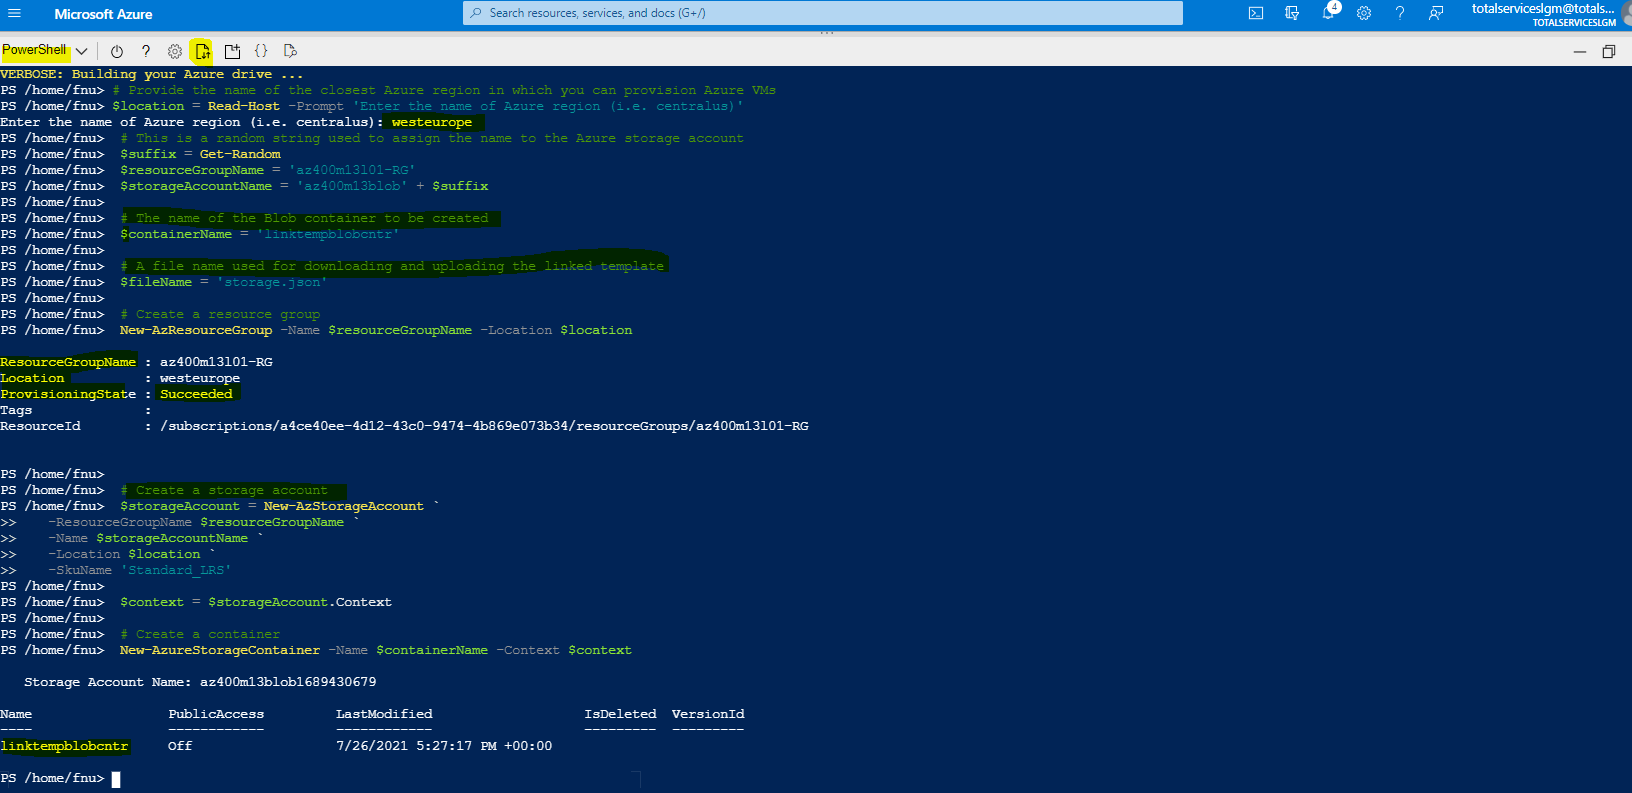 Microsoft Azure
Search resources, services, and docs (G+/)
4
totalserviceslgm@totals...
TOTALSERVICESLGM
PowerShell
VERBOSE: Building your Azure drive ...
PS /home/fnu> # Provide the name of the closest Azure region in which you can provision Azure VMs
PS /home/fnu> $location = Read-Host -Prompt 'Enter the name of Azure region (i.e. centralus)'
Enter the name of Azure region (i.e. centralus): westeurope
PS /home/fnu>  # This is a random string used to assign the name to the Azure storage account
PS /home/fnu>  $suffix = Get-Random
PS /home/fnu>  $resourceGroupName = 'az400m13l01-RG'
PS /home/fnu>  $storageAccountName = 'az400m13blob' + $suffix
PS /home/fnu>
PS /home/fnu>  # The name of the Blob container to be created
PS /home/fnu>  $containerName = 'linktempblobcntr'
PS /home/fnu>
PS /home/fnu>  # A file name used for downloading and uploading the linked template
PS /home/fnu>  $fileName = 'storage.json'
PS /home/fnu>
PS /home/fnu>  # Create a resource group
PS /home/fnu>  New-AzResourceGroup -Name $resourceGroupName -Location $location
ResourceGroupName : az400m13l01-RG
Location          : westeurope
ProvisioningState : Succeeded
Tags              :
ResourceId        : /subscriptions/a4ce40ee-4d12-43c0-9474-4b869e073b34/resourceGroups/az400m13l01-RG
PS /home/fnu>
PS /home/fnu>  # Create a storage account
PS /home/fnu>  $storageAccount = New-AzStorageAccount `
>>    -ResourceGroupName $resourceGroupName `
>>    -Name $storageAccountName `
>>    -Location $location `
>>    -SkuName 'Standard_LRS'
PS /home/fnu>
PS /home/fnu>  $context = $storageAccount.Context
PS /home/fnu>
PS /home/fnu>  # Create a container
PS /home/fnu>  New-AzureStorageContainer -Name $containerName -Context $context
Storage Account Name: az400m13blob1689430679
Name                 PublicAccess         LastModified                   IsDeleted  VersionId
----                 ------------         ------------                   ---------  ---------
linktempblobcntr     Off                  7/26/2021 5:27:17 PM +00:00
PS /home/fnu>